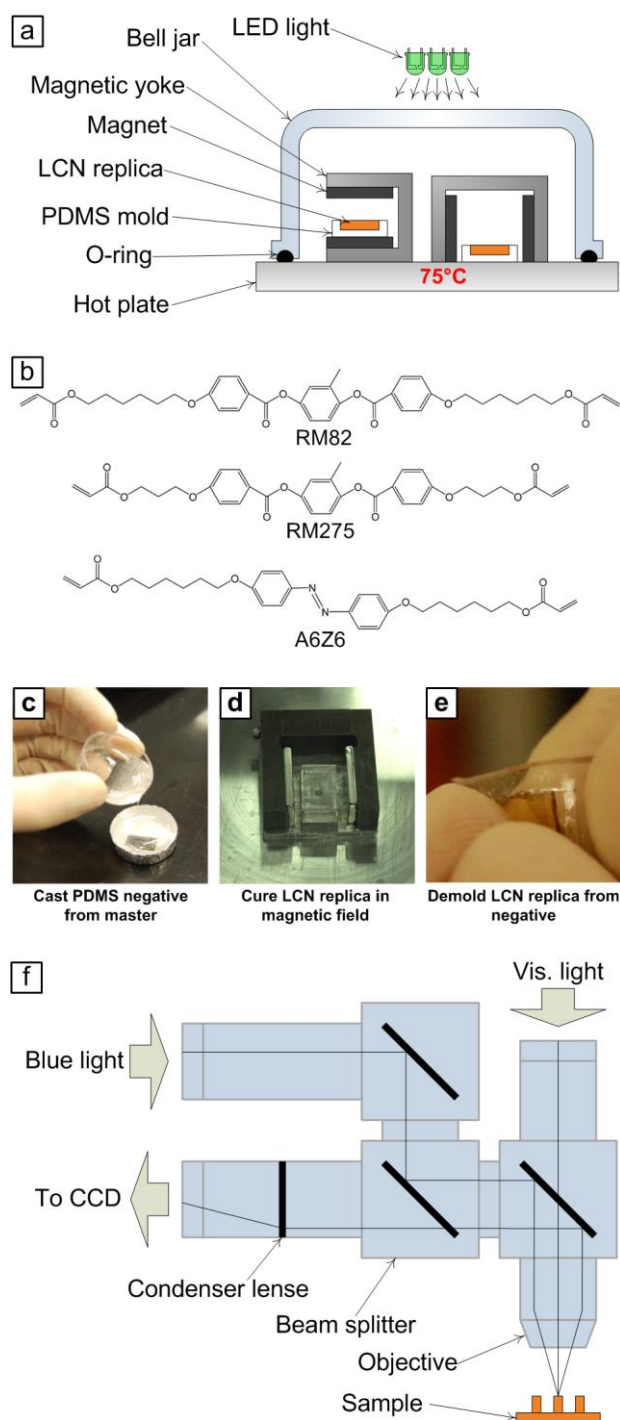 a
LED light
Bell jar
Magnetic yoke
Magnet
LCN replica
PDMS mold
O-ring
75°C
Hot plate
b
O
O
O
O
O
O
O
O
O
O
RM82
O
O
O
O
O
O
O
O
O
O
RM275
O
O
O
N
N
O
O
O
A6Z6
c
d
e
Cast PDMS negative
from master
Cure LCN replica in
magnetic field
Demold LCN replica from
negative
f
Vis. light
Blue light
To CCD
Condenser lense
Beam splitter
Objective
Sample